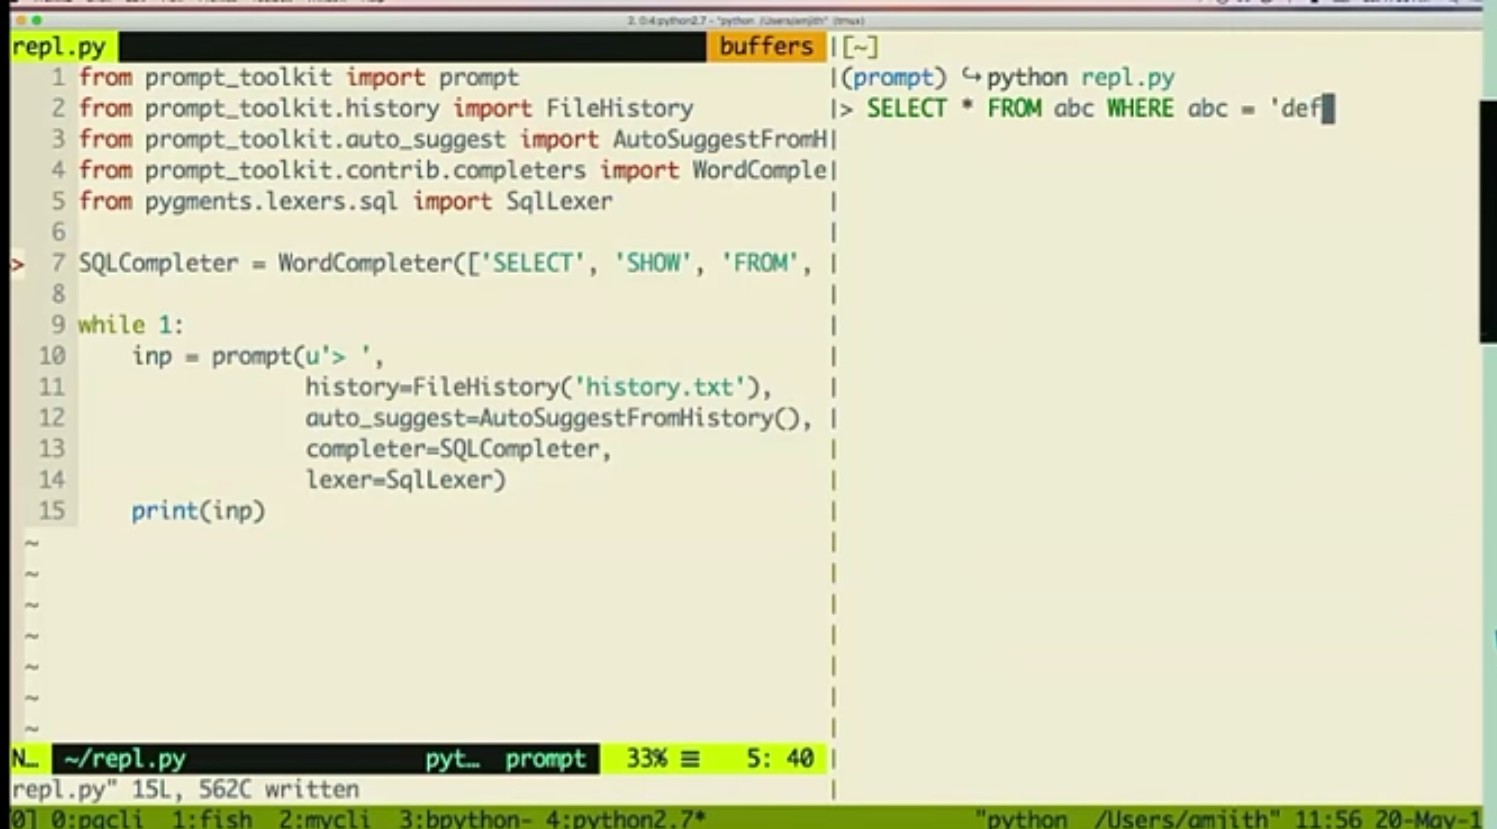 2. 0:4:python2.7 - "python /Users/amjith" (tmux)
repl.py buffers
1 from prompt_toolkit import prompt
2 from prompt_toolkit.history import FileHistory
3 from prompt_toolkit.auto_suggest import AutoSuggestFromH
4 from prompt_toolkit.contrib.completers import WordComple
5 from pygments.lexers.sql import SqlLexer
6
> 7 SQLCompleter = WordCompleter(['SELECT', 'SHOW', 'FROM',
8
9 while 1:
10 inp = prompt(u'> ',
11 history=FileHistory('history.txt'),
12 auto_suggest=AutoSuggestFromHistory(),
13 completer=SQLCompleter,
14 lexer=SqlLexer)
15 print(inp)
~
~
~
~
~
~
~
N… ~/repl.py pyt… prompt 33% ☰ 5: 40
repl.py" 15L, 562C written
[~]
(prompt) ↪python repl.py
> SELECT * FROM abc WHERE abc = 'def
0] 0:pgcli 1:fish 2:mycli 3:bpython- 4:python2.7* "python /Users/amjith" 11:56 20-May-1